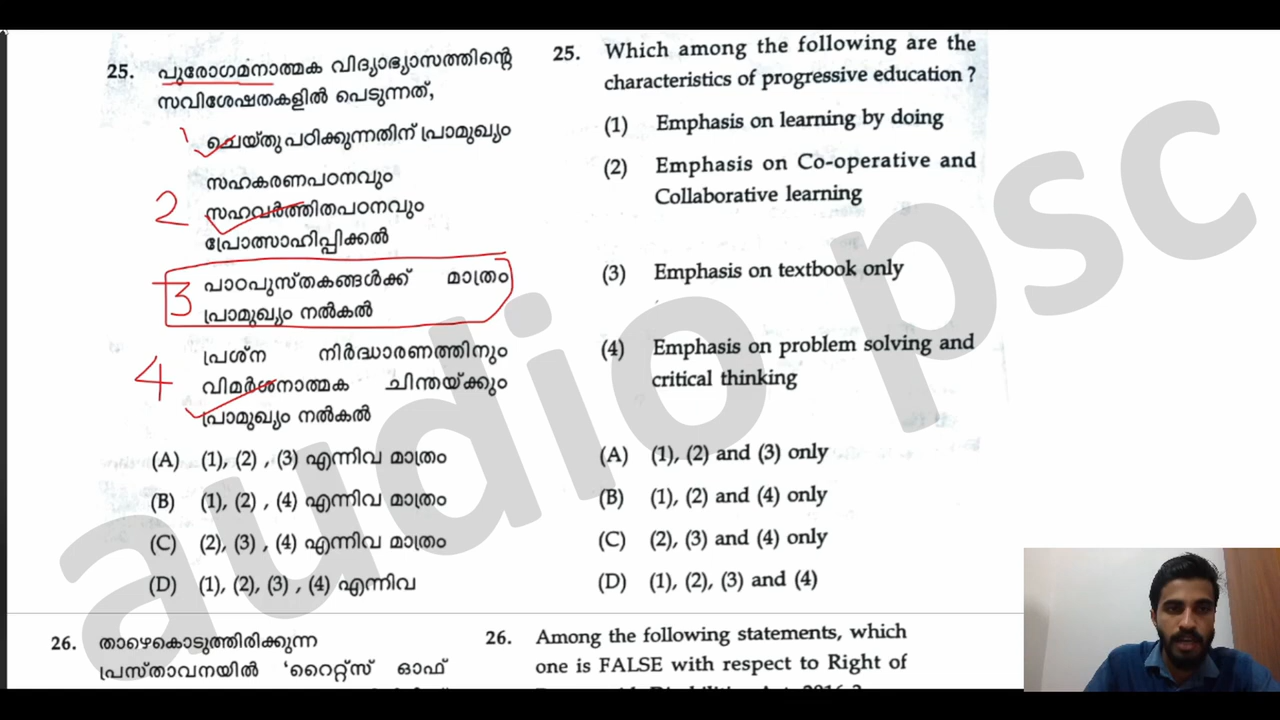 25. പുരോഗമനാത്മക വിദ്യാഭ്യാസത്തിന്റെ
സവിശേഷതകളിൽ പെടുന്നത്,
1 ചെയ്തു പഠിക്കുന്നതിന് പ്രാമുഖ്യം
സഹകരണപഠനവും
2 സഹവർത്തിതപഠനവും
പ്രോത്സാഹിപ്പിക്കൽ
3 പാഠപുസ്തകങ്ങൾക്ക് മാത്രം
പ്രാമുഖ്യം നൽകൽ
പ്രശ്ന നിർദ്ധാരണത്തിനും
4 വിമർശനാത്മക ചിന്തയ്ക്കും
പ്രാമുഖ്യം നൽകൽ
(A) (1), (2) , (3) എന്നിവ മാത്രം
(B) (1), (2) , (4) എന്നിവ മാത്രം
(C) (2), (3) , (4) എന്നിവ മാത്രം
(D) (1), (2), (3) , (4) എന്നിവ
26. താഴെകൊടുത്തിരിക്കുന്ന
പ്രസ്താവനയിൽ 'റൈറ്റ്സ് ഓഫ്
25. Which among the following are the
characteristics of progressive education ?
(1) Emphasis on learning by doing
(2) Emphasis on Co-operative and
Collaborative learning
(3) Emphasis on textbook only
(4) Emphasis on problem solving and
critical thinking
(A) (1), (2) and (3) only
(B) (1), (2) and (4) only
(C) (2), (3) and (4) only
(D) (1), (2), (3) and (4)
26. Among the following statements, which
one is FALSE with respect to Right of
audio psc